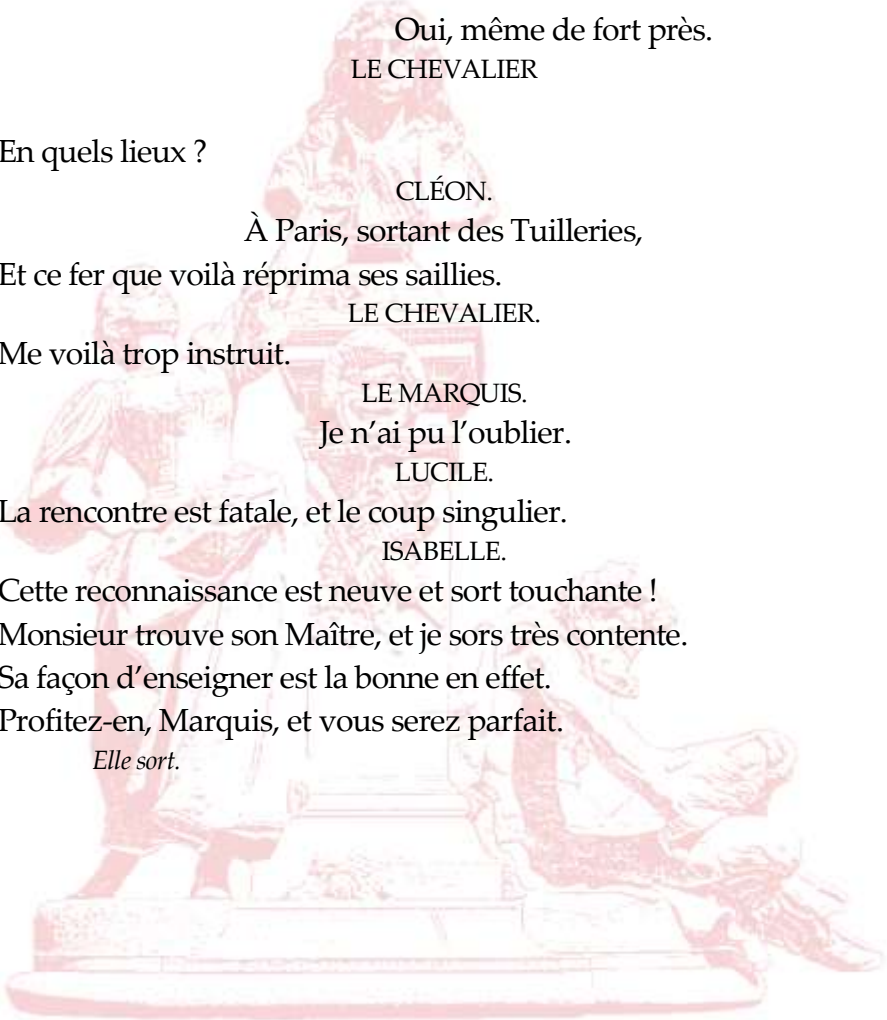 Oui, même de fort près.
LE CHEVALIER
En quels lieux ?
CLÉON.
À Paris, sortant des Tuilleries,
Et ce fer que voilà réprima ses saillies.
LE CHEVALIER.
Me voilà trop instruit.
LE MARQUIS.
Je n’ai pu l’oublier.
LUCILE.
La rencontre est fatale, et le coup singulier.
ISABELLE.
Cette reconnaissance est neuve et sort touchante !
Monsieur trouve son Maître, et je sors très contente.
Sa façon d’enseigner est la bonne en effet.
Profitez-en, Marquis, et vous serez parfait.
Elle sort.